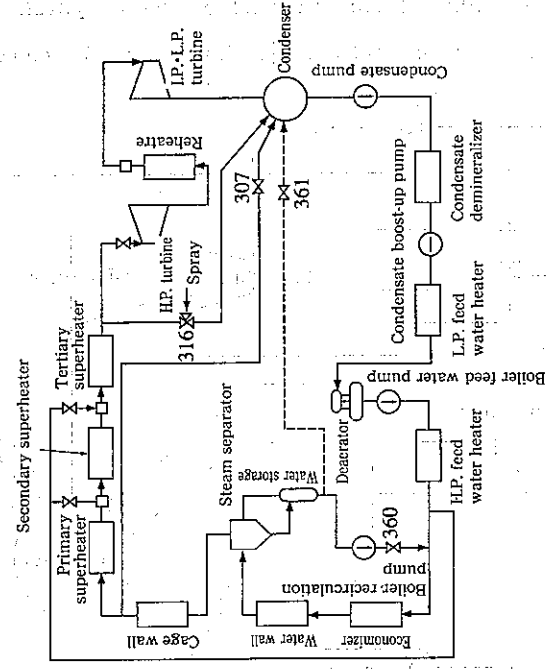 Secondary superheater
Primary
superheater
Tertiary
superheater
H.P. turbine
Reheatre
I.P.•L.P.
turbine
316
Spray
307
361
Condenser
Condensate pump
Cage wall
Steam separator
Water storage
Water wall
Economizer
Boiler-recirculation
pump
360
Deaerator
Boiler feed water pump
H.P. feed
water heater
L.P. feed
water heater
Condensate boost-up pump
Condensate
demineralizer